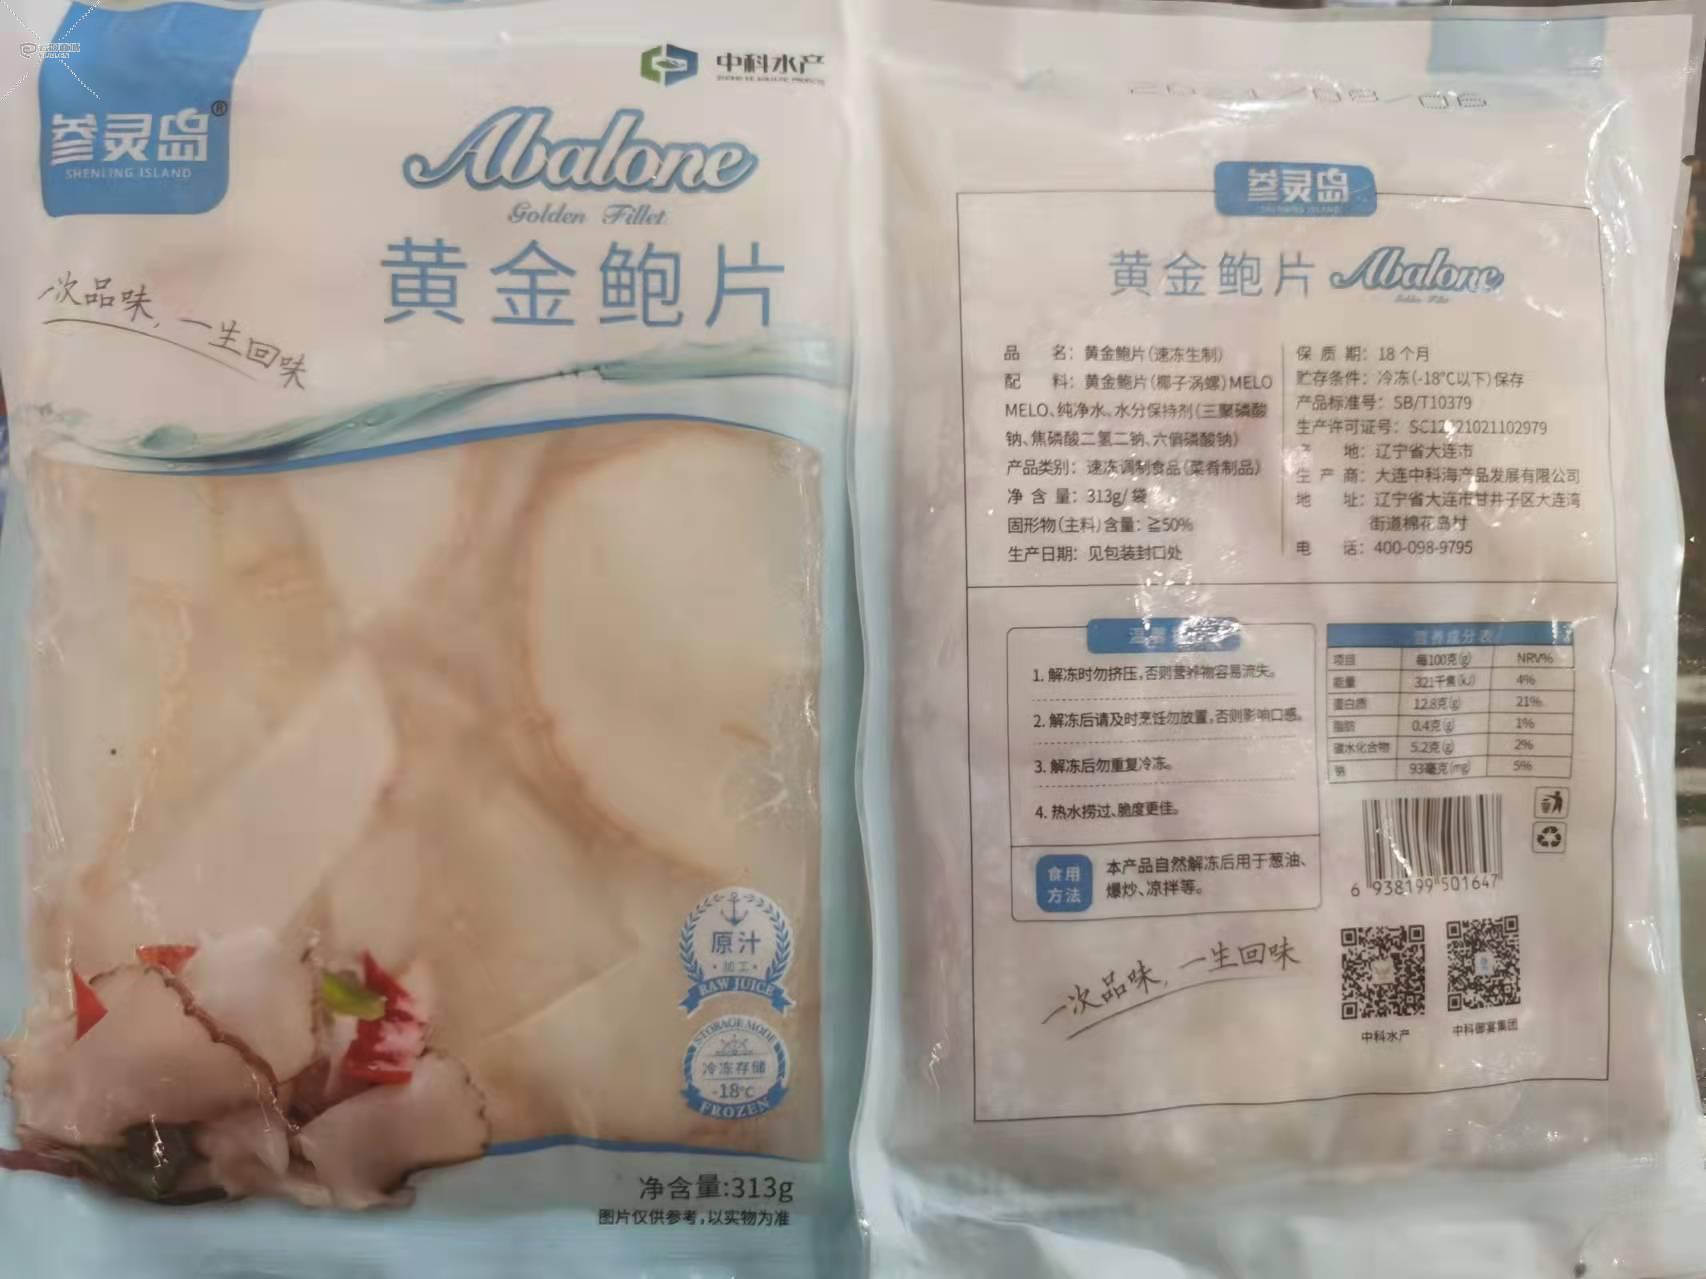 中科水产
参灵岛®
SHENLING ISLAND
Abalone
Golden Fillet
黄金鲍片
一次品味,一生回味
原汁
·加工·
RAW JUICE
STORAGE MODE
冷冻存储
-18℃
FROZEN
净含量:313g
图片仅供参考,以实物为准
2021/08/06
参灵岛
SHENLING ISLAND
黄金鲍片 Abalone
Golden Fillet
品 名：黄金鲍片(速冻生制)
配 料：黄金鲍片(椰子涡螺)MELO
MELO、纯净水、水分保持剂(三聚磷酸
钠、焦磷酸二氢二钠、六偏磷酸钠)
产品类别：速冻调制食品(菜肴制品)
净 含 量：313g/袋
固形物(主料)含量：≧50%
生产日期：见包装封口处
保 质 期：18个月
贮存条件：冷冻(-18℃以下)保存
产品标准号：SB/T10379
生产许可证号：
地：辽宁省大连市
生 产 商：大连中科海产品发展有限公司
地 址：辽宁省大连市甘井子区大连湾
街道棉花岛村
电 话：400-098-9795
1.解冻时勿挤压,否则营养物容易流失。
2.解冻后请及时烹饪勿放置,否则影响口感。
3.解冻后勿重复冷冻。
4.热水捞过、脆度更佳。
食用
方法
本产品自然解冻后用于葱油、
爆炒、凉拌等。
营养成分表
项目 每100克(g) NRV%
能量 321千焦(kJ) 4%
蛋白质 12.8克(g) 21%
脂肪 0.4克(g) 1%
碳水化合物 5.2克(g) 2%
钠 93毫克(mg) 5%
6 938199 501647
一次品味,一生回味
中科水产
中科御宴集团